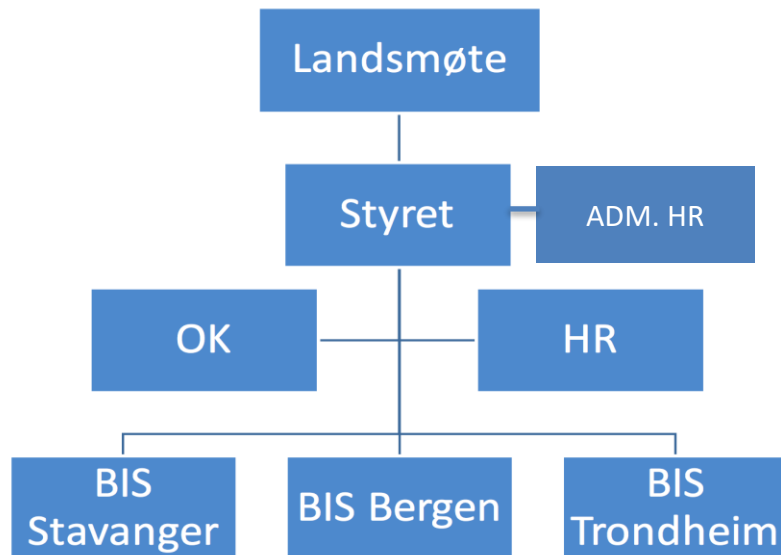 Landsmøte
Styret
ADM. HR
OK
HR
BIS
Stavanger
BIS Bergen
BIS
Trondheim